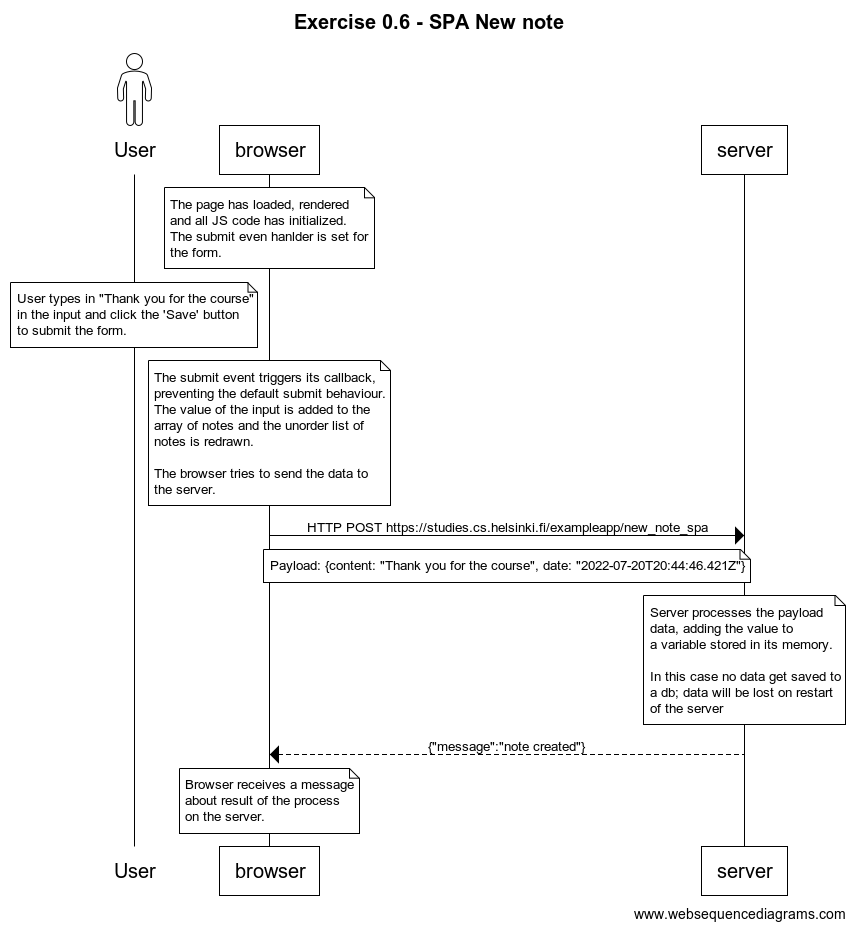 Exercise 0.6 - SPA New note
User
browser
server
The page has loaded, rendered
and all JS code has initialized.
The submit even hanlder is set for
the form.
User types in "Thank you for the course"
in the input and click the 'Save' button
to submit the form.
The submit event triggers its callback,
preventing the default submit behaviour.
The value of the input is added to the
array of notes and the unorder list of
notes is redrawn.
The browser tries to send the data to
the server.
HTTP POST https://studies.cs.helsinki.fi/exampleapp/new_note_spa
Payload: {content: "Thank you for the course", date: "2022-07-20T20:44:46.421Z"}
Server processes the payload
data, adding the value to
a variable stored in its memory.
In this case no data get saved to
a db; data will be lost on restart
of the server
{"message":"note created"}
Browser receives a message
about result of the process
on the server.
User
browser
server
www.websequencediagrams.com